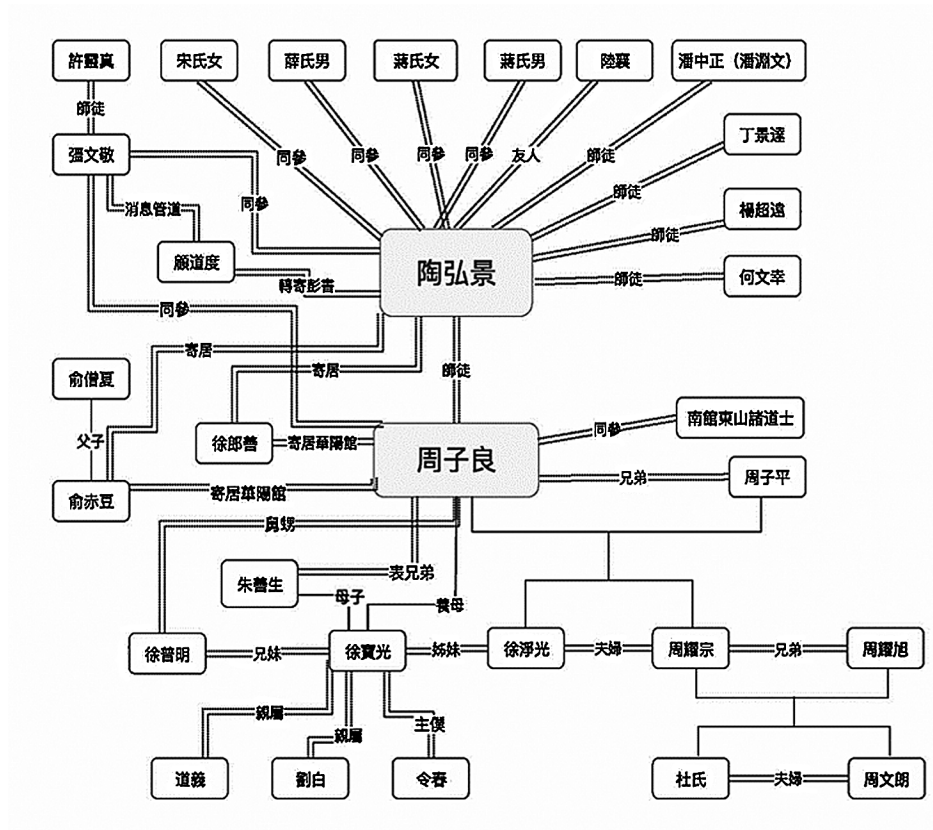 許靈真
宋氏女
薛氏男
蔣氏女
蔣氏男
陸襄
潘中正（潘淵文）
師徒
丁景達
張文敬
同參
同參
同參
同參
友人
師徒
師徒
消息管道
同參
楊超遠
師徒
顧道度
陶弘景
轉寄彭書
師徒
何文幸
同參
寄居
寄居
師徒
俞僧夏
南館東山諸道士
同參
父子
徐郎善
寄居華陽館
周子良
兄弟
周子平
俞赤豆
寄居華陽館
舅甥
朱善生
表兄弟
母子
養母
徐普明
兄妹
徐寶光
姊妹
徐淨光
夫婦
周耀宗
兄弟
周耀旭
親屬
親屬
主僕
道義
劉白
令春
杜氏
夫婦
周文朗